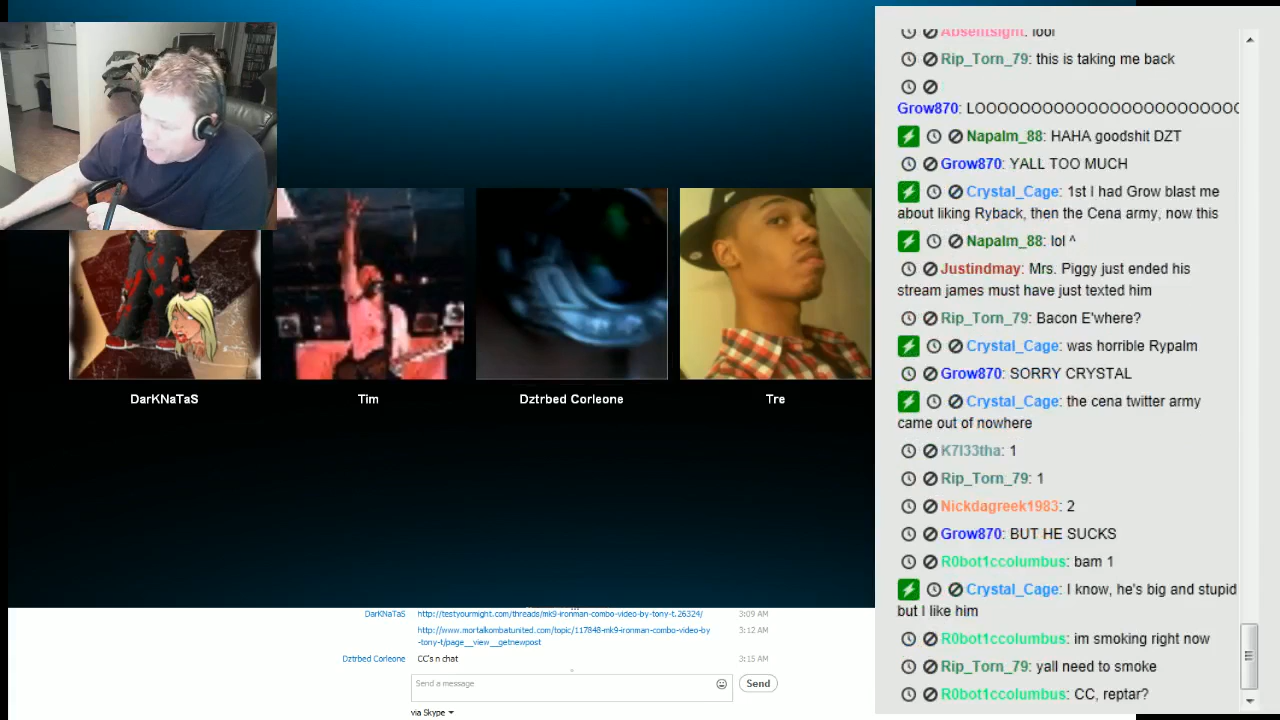 DarKNaTaS
Tim
Dztrbed Corleone
Tre
DarKNaTaS http://testyourmight.com/threads/mk9-ironman-combo-video-by-tony-t.26324/ 3:09 AM
http://www.mortalkombatunited.com/topic/117848-mk9-ironman-combo-video-by 3:12 AM
-tony-t/page__view__getnewpost
Dztrbed Corleone CC's n chat 3:15 AM
Send a message
Send
via Skype
Absentsight: lool
Rip_Torn_79: this is taking me back
Grow870: LOOOOOOOOOOOOOOOOOOOOOOO
Napalm_88: HAHA goodshit DZT
Grow870: YALL TOO MUCH
Crystal_Cage: 1st I had Grow blast me
about liking Ryback, then the Cena army, now this
Napalm_88: lol ^
Justindmay: Mrs. Piggy just ended his
stream james must have just texted him
Rip_Torn_79: Bacon E'where?
Crystal_Cage: was horrible Rypalm
Grow870: SORRY CRYSTAL
Crystal_Cage: the cena twitter army
came out of nowhere
K7l33tha: 1
Rip_Torn_79: 1
Nickdagreek1983: 2
Grow870: BUT HE SUCKS
R0bot1ccolumbus: bam 1
Crystal_Cage: I know, he's big and stupid
but I like him
R0bot1ccolumbus: im smoking right now
Rip_Torn_79: yall need to smoke
R0bot1ccolumbus: CC, reptar?